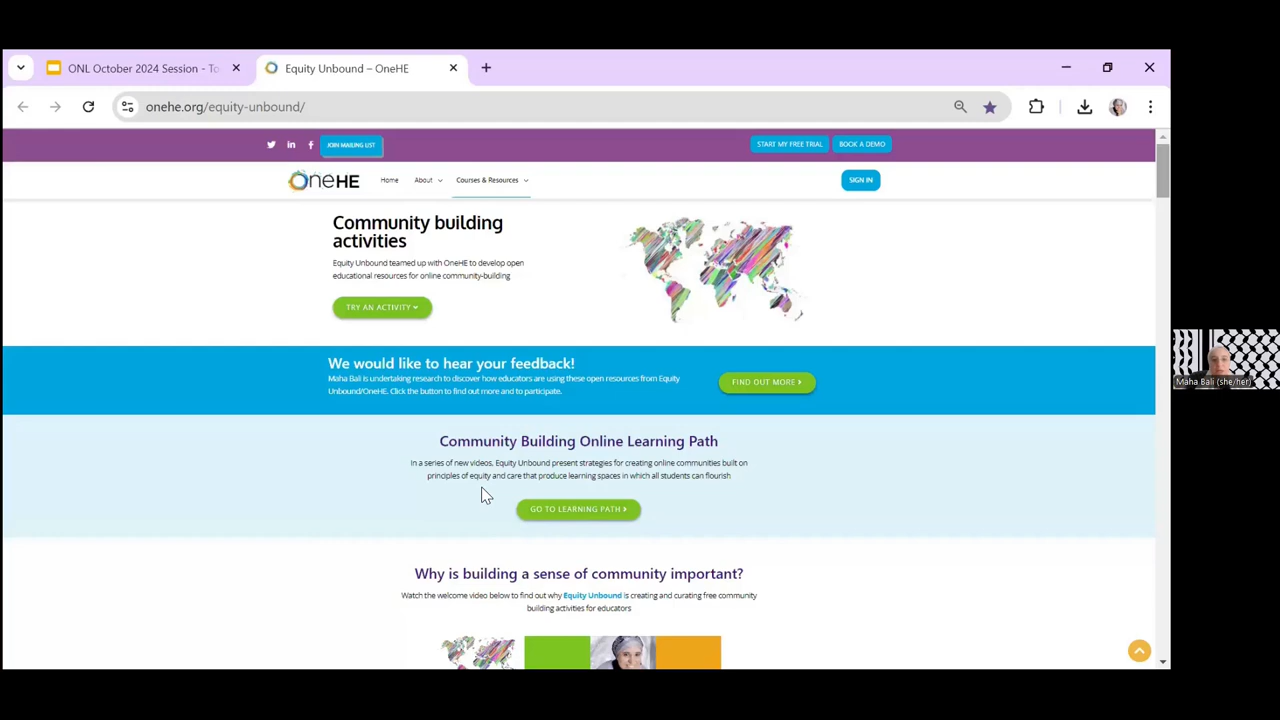 ONL October 2024 Session - To
Equity Unbound – OneHE
onehe.org/equity-unbound/
JOIN MAILING LIST
START MY FREE TRIAL
BOOK A DEMO
OneHE
Home
About
Courses & Resources
SIGN IN
Community building
activities
Equity Unbound teamed up with OneHE to develop open
educational resources for online community-building
TRY AN ACTIVITY
We would like to hear your feedback!
Maha Bali is undertaking research to discover how educators are using these open resources from Equity
Unbound/OneHE. Click the button to find out more and to participate.
FIND OUT MORE
Maha Bali (she/her)
Community Building Online Learning Path
In a series of new videos, Equity Unbound present strategies for creating online communities built on
principles of equity and care that produce learning spaces in which all students can flourish
GO TO LEARNING PATH
Why is building a sense of community important?
Watch the welcome video below to find out why Equity Unbound is creating and curating free community
building activities for educators